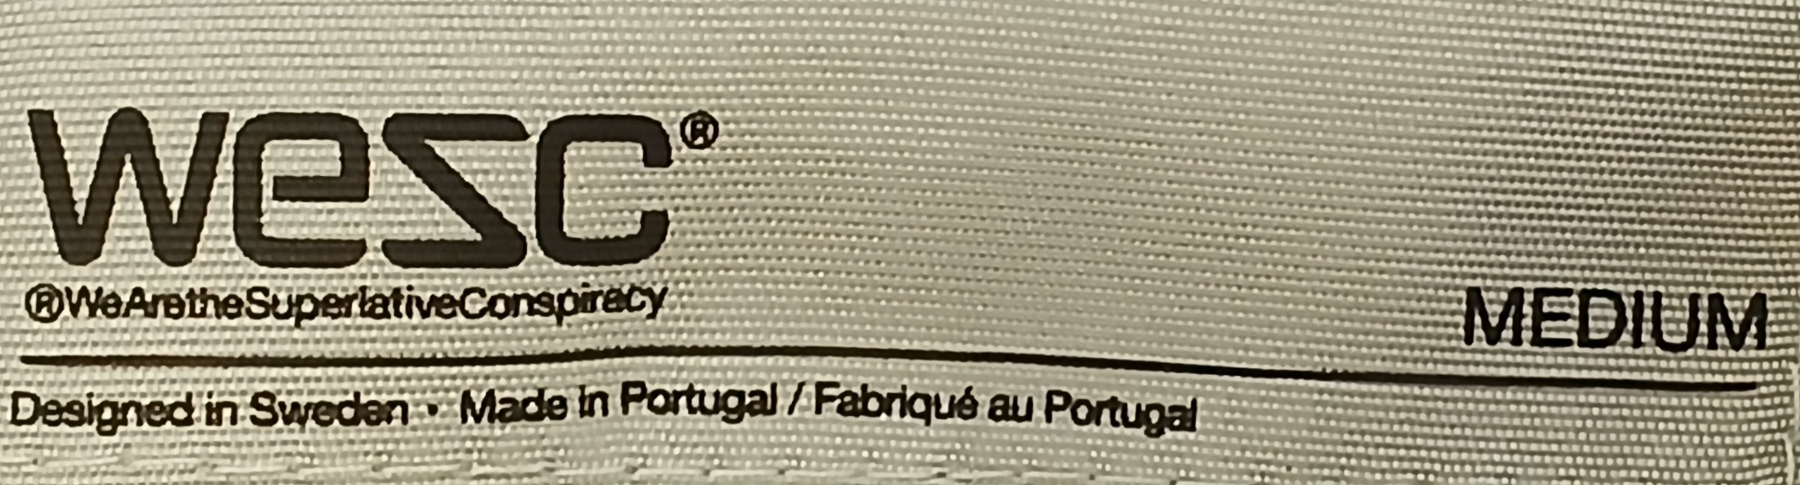 wesc®
®WeAretheSuperlativeConspiracy
MEDIUM
Designed in Sweden • Made in Portugal / Fabriqué au Portugal